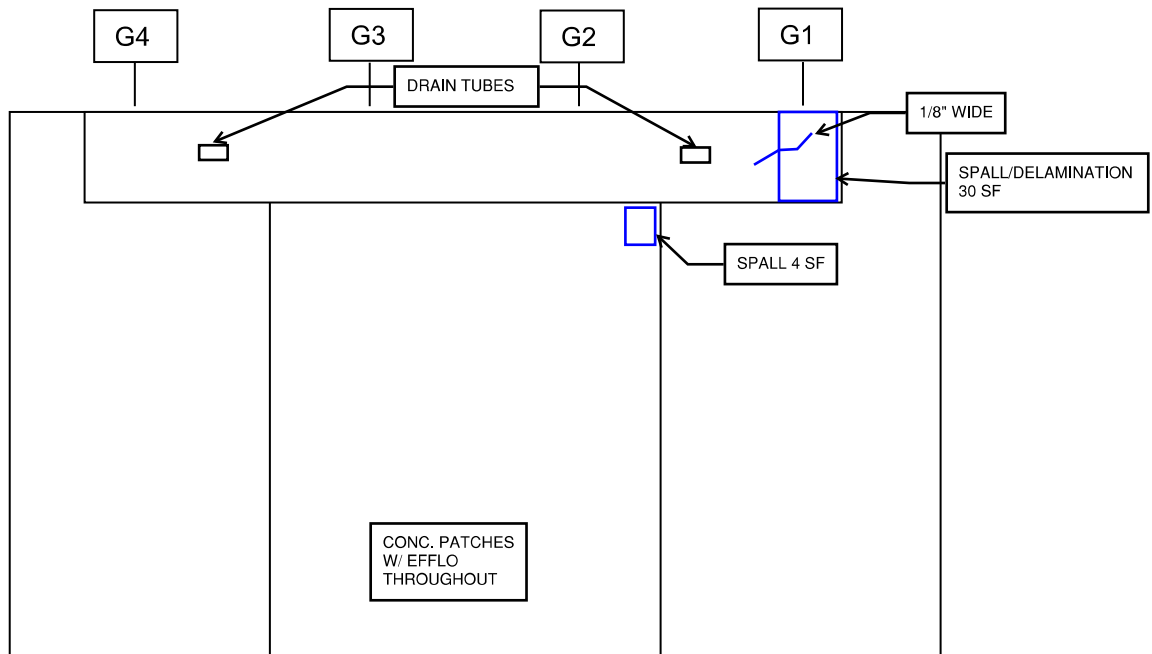 G4
G3
G2
G1
DRAIN TUBES
1/8" WIDE
SPALL/DELAMINATION
30 SF
SPALL 4 SF
CONC. PATCHES
W/ EFFLO
THROUGHOUT